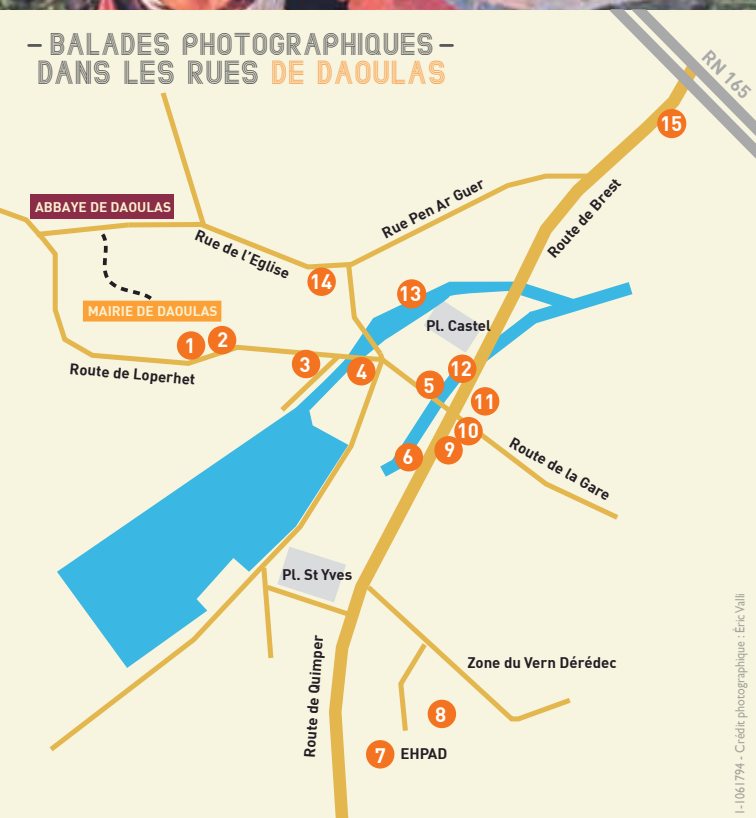 – BALADES PHOTOGRAPHIQUES –
DANS LES RUES DE DAOULAS
RN 165
15
ABBAYE DE DAOULAS
Rue Pen Ar Guer
Route de Brest
Rue de l'Eglise
14
13
MAIRIE DE DAOULAS
Pl. Castel
1
2
3
4
12
5
11
Route de Loperhet
10
9
6
Route de la Gare
Pl. St Yves
Route de Quimper
Zone du Vern Dérédec
8
7
EHPAD
1-1061794 - Crédit photographique : Éric Valli